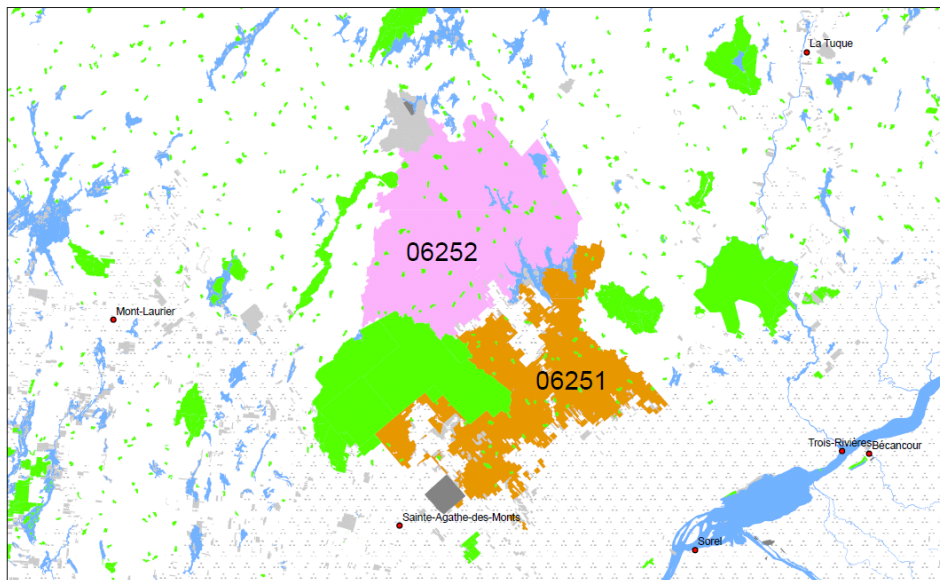 La Tuque
06252
Mont-Laurier
06251
Trois-Rivières
Bécancour
Sainte-Agathe-des-Monts
Sorel